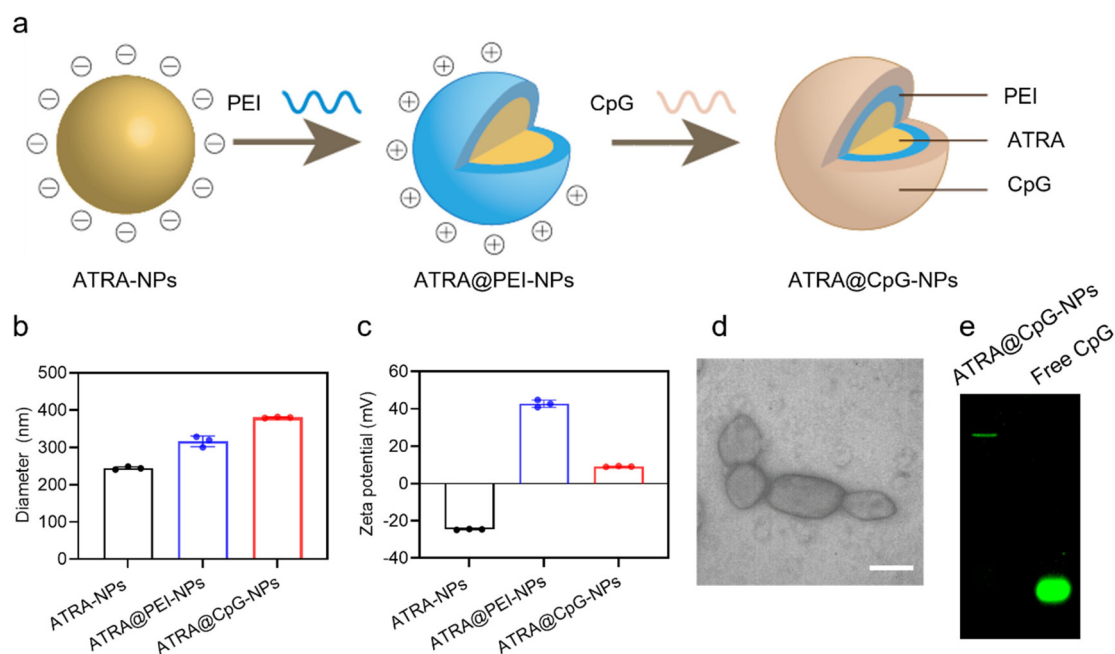 a
PEI
CpG
PEI
ATRA
CpG
ATRA-NPs
ATRA@PEI-NPs
ATRA@CpG-NPs
b
Diameter (nm)
500
400
300
200
100
0
ATRA-NPs
ATRA@PEI-NPs
ATRA@CpG-NPs
c
Zeta potential (mV)
60
40
20
0
-20
-40
ATRA-NPs
ATRA@PEI-NPs
ATRA@CpG-NPs
d
e
ATRA@CpG-NPs
Free CpG